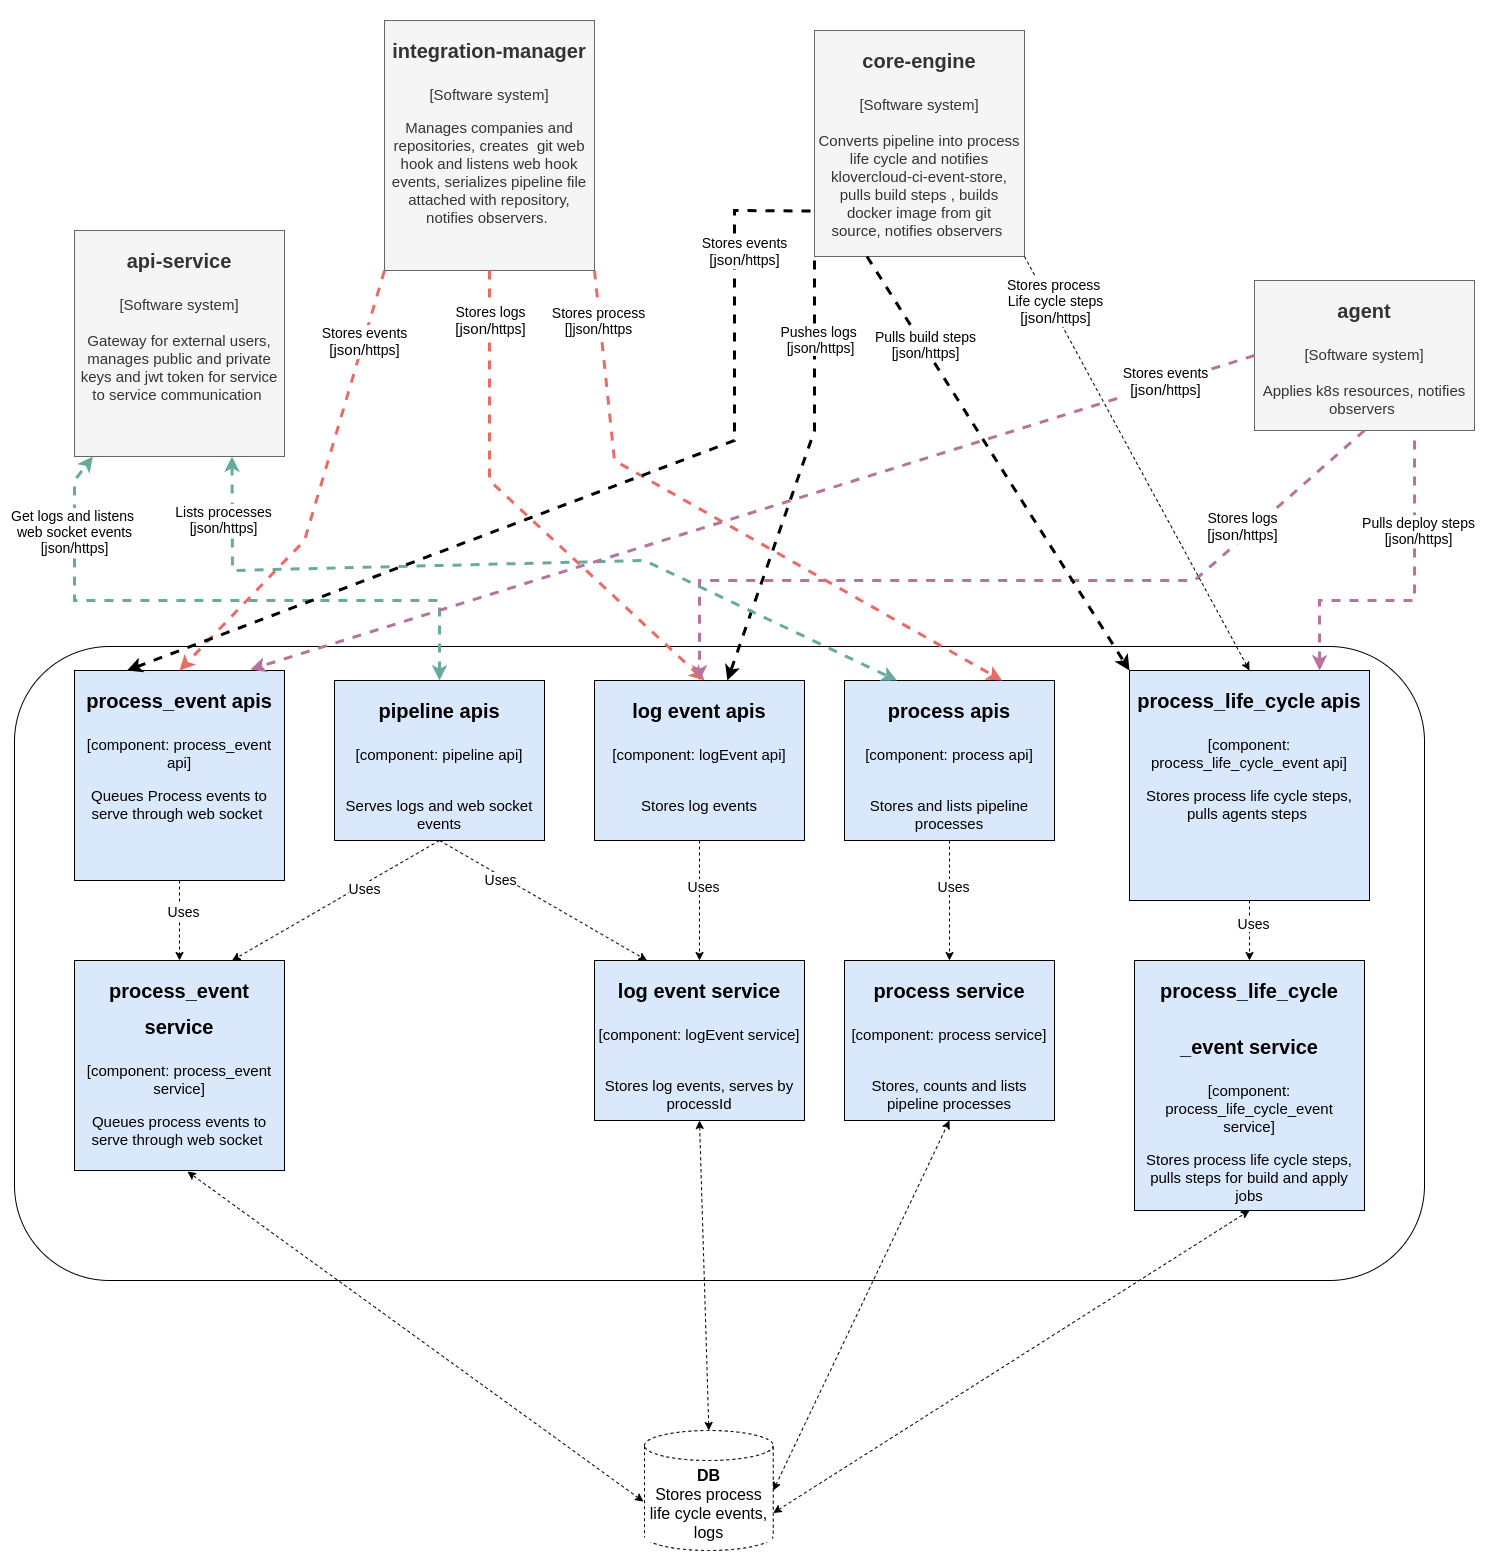 integration-manager
[Software system]
Manages companies and
repositories, creates  git web
hook and listens web hook
events, serializes pipeline file
attached with repository,
notifies observers.
core-engine
[Software system]
Converts pipeline into process
life cycle and notifies
klovercloud-ci-event-store,
pulls build steps , builds
docker image from git
source, notifies observers
api-service
[Software system]
Gateway for external users,
manages public and private
keys and jwt token for service
to service communication
agent
[Software system]
Applies k8s resources, notifies
observers
Stores events
[json/https]
Stores logs
[json/https]
Stores process
[]json/https
Stores events
[json/https]
Pushes logs
[json/https]
Pulls build steps
[json/https]
Stores process
Life cycle steps
[json/https]
Stores events
[json/https]
Get logs and listens
web socket events
[json/https]
Lists processes
[json/https]
Stores logs
[json/https]
Pulls deploy steps
[json/https]
process_event apis
[component: process_event
api]
Queues Process events to
serve through web socket
pipeline apis
[component: pipeline api]
Serves logs and web socket
events
log event apis
[component: logEvent api]
Stores log events
process apis
[component: process api]
Stores and lists pipeline
processes
process_life_cycle apis
[component:
process_life_cycle_event api]
Stores process life cycle steps,
pulls agents steps
Uses
Uses
Uses
Uses
Uses
Uses
process_event
service
[component: process_event
service]
Queues process events to
serve through web socket
log event service
[component: logEvent service]
Stores log events, serves by
processId
process service
[component: process service]
Stores, counts and lists
pipeline processes
process_life_cycle
_event service
[component:
process_life_cycle_event
service]
Stores process life cycle steps,
pulls steps for build and apply
jobs
DB
Stores process
life cycle events,
logs